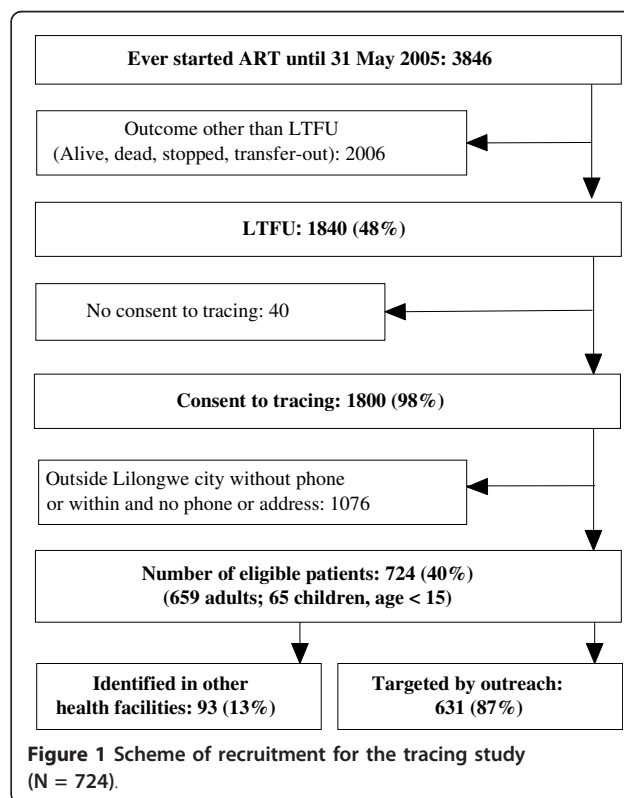 Ever started ART until 31 May 2005: 3846
Outcome other than LTFU
(Alive, dead, stopped, transfer-out): 2006
LTFU: 1840 (48%)
No consent to tracing: 40
Consent to tracing: 1800 (98%)
Outside Lilongwe city without phone
or within and no phone or address: 1076
Number of eligible patients: 724 (40%)
(659 adults; 65 children, age < 15)
Identified in other
health facilities: 93 (13%)
Targeted by outreach:
631 (87%)
Figure 1 Scheme of recruitment for the tracing study
(N = 724).